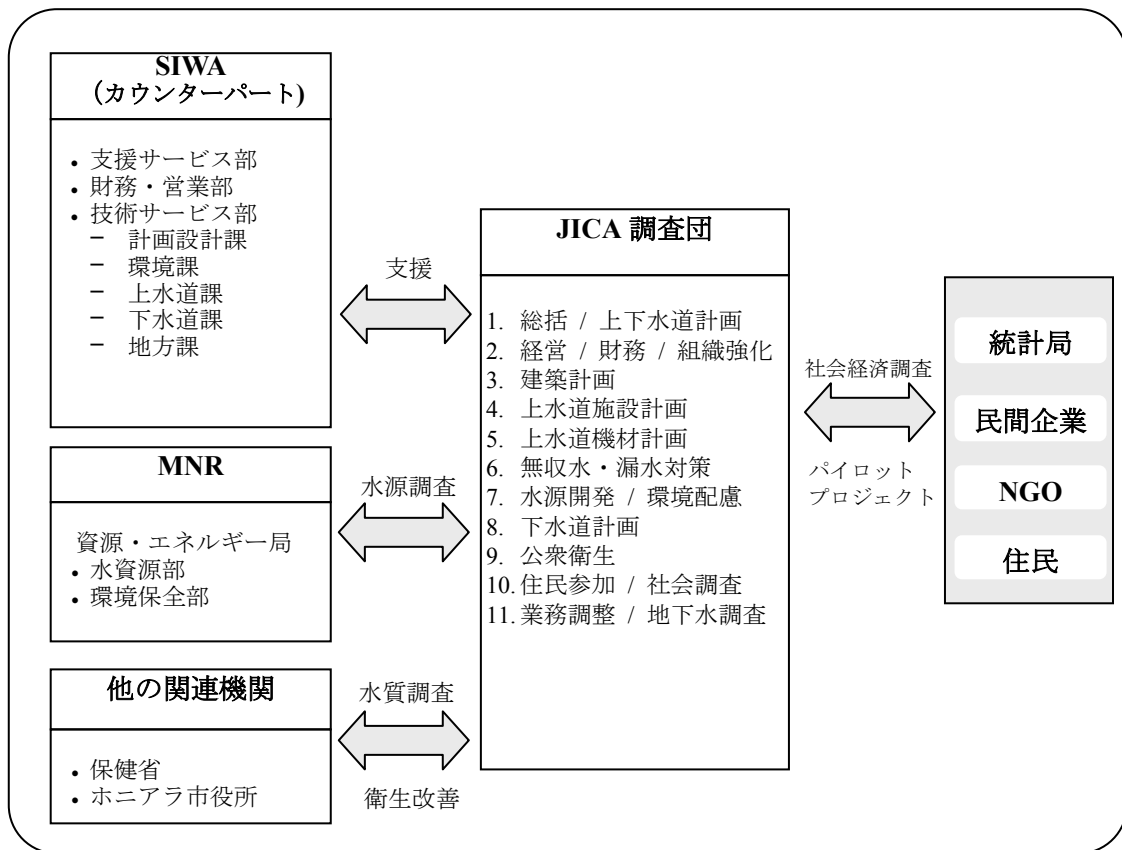 SIWA
（カウンターパート)
• 支援サービス部
• 財務・営業部
• 技術サービス部
− 計画設計課
− 環境課
− 上水道課
− 下水道課
− 地方課
MNR
資源・エネルギー局
• 水資源部
• 環境保全部
他の関連機関
• 保健省
• ホニアラ市役所
支援
水源調査
水質調査
衛生改善
JICA 調査団
1. 総括 / 上下水道計画
2. 経営 / 財務 / 組織強化
3. 建築計画
4. 上水道施設計画
5. 上水道機材計画
6. 無収水・漏水対策
7. 水源開発 / 環境配慮
8. 下水道計画
9. 公衆衛生
10. 住民参加 / 社会調査
11. 業務調整 / 地下水調査
社会経済調査
パイロット
プロジェクト
統計局
民間企業
NGO
住民